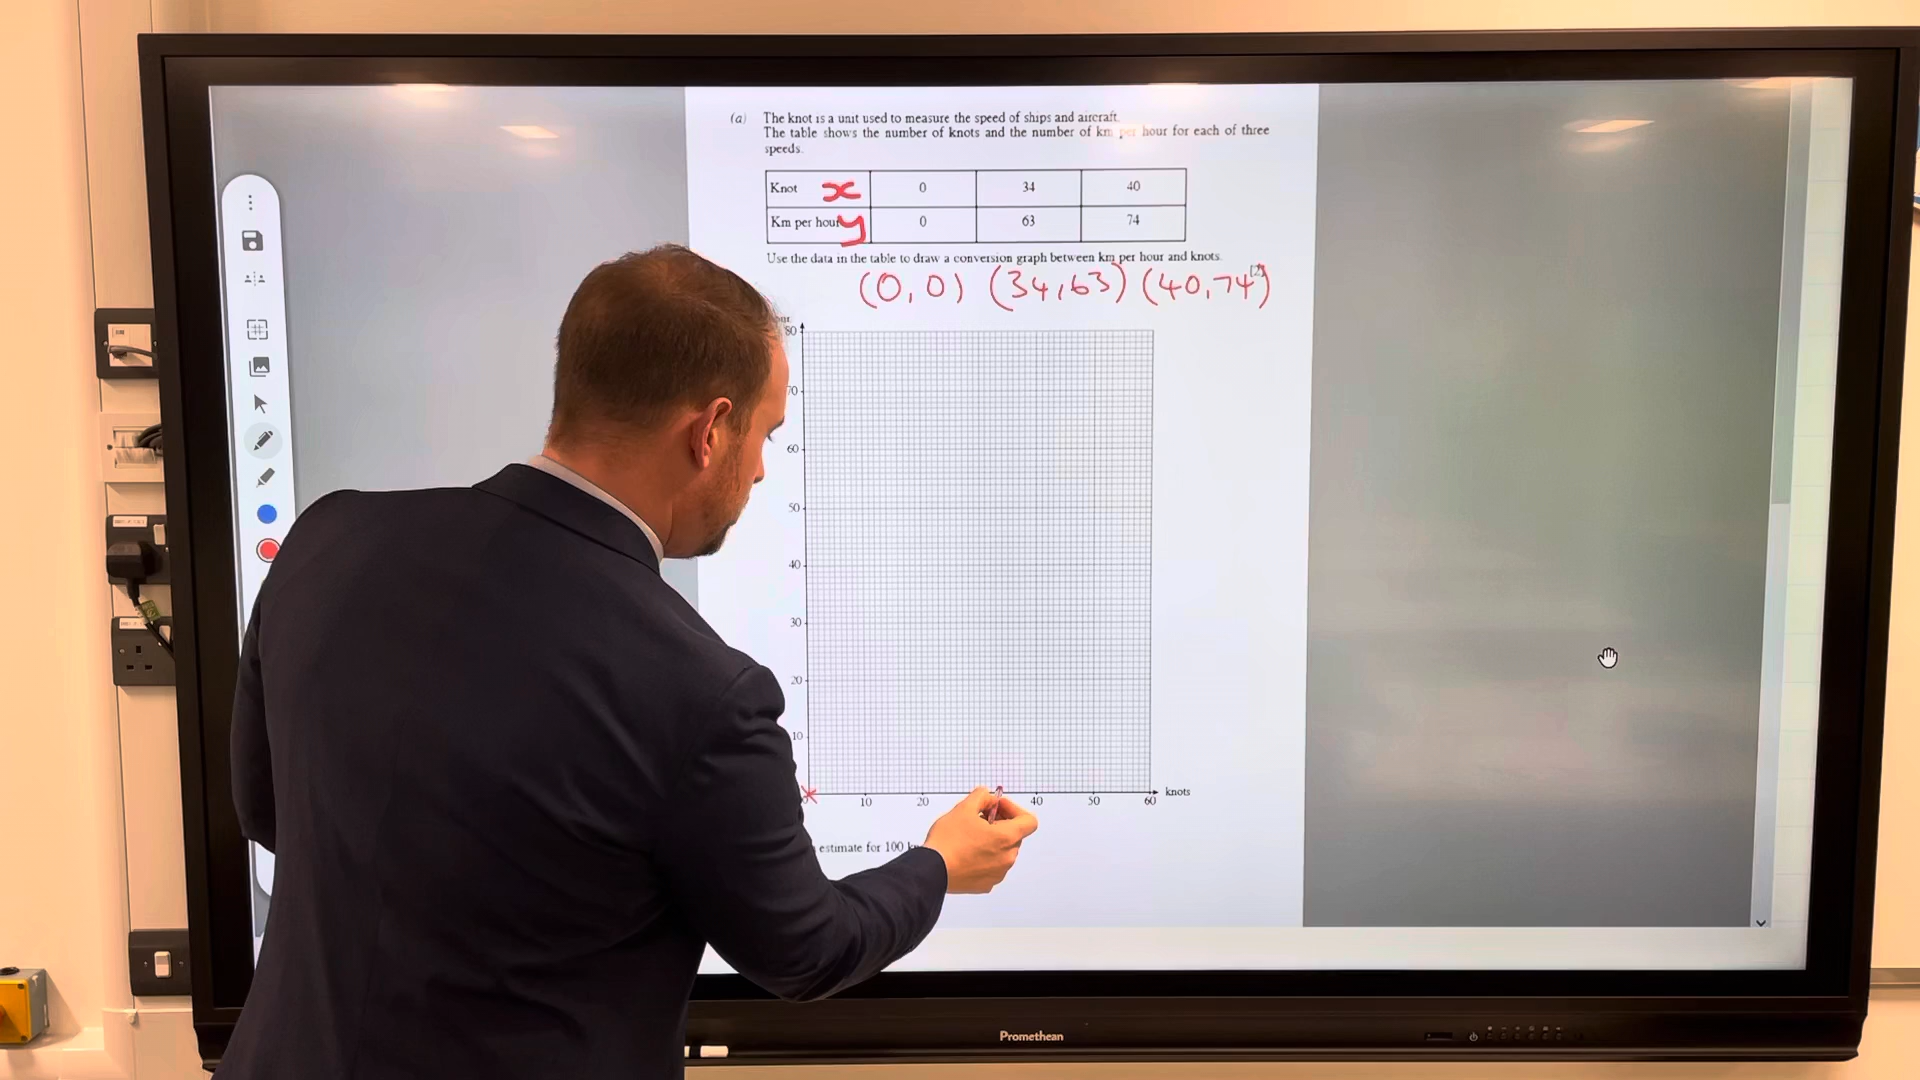 (a) The knot is a unit used to measure the speed of ships and aircraft.
The table shows the number of knots and the number of km per hour for each of three
speeds.
Knot x 0 34 40
Km per hour y 0 63 74
Use the data in the table to draw a conversion graph between km per hour and knots.
[2]
(0,0) (34,63) (40,74)
80
70
60
50
40
30
20
10
10 20 40 50 60 knots
estimate for 100
Promethean